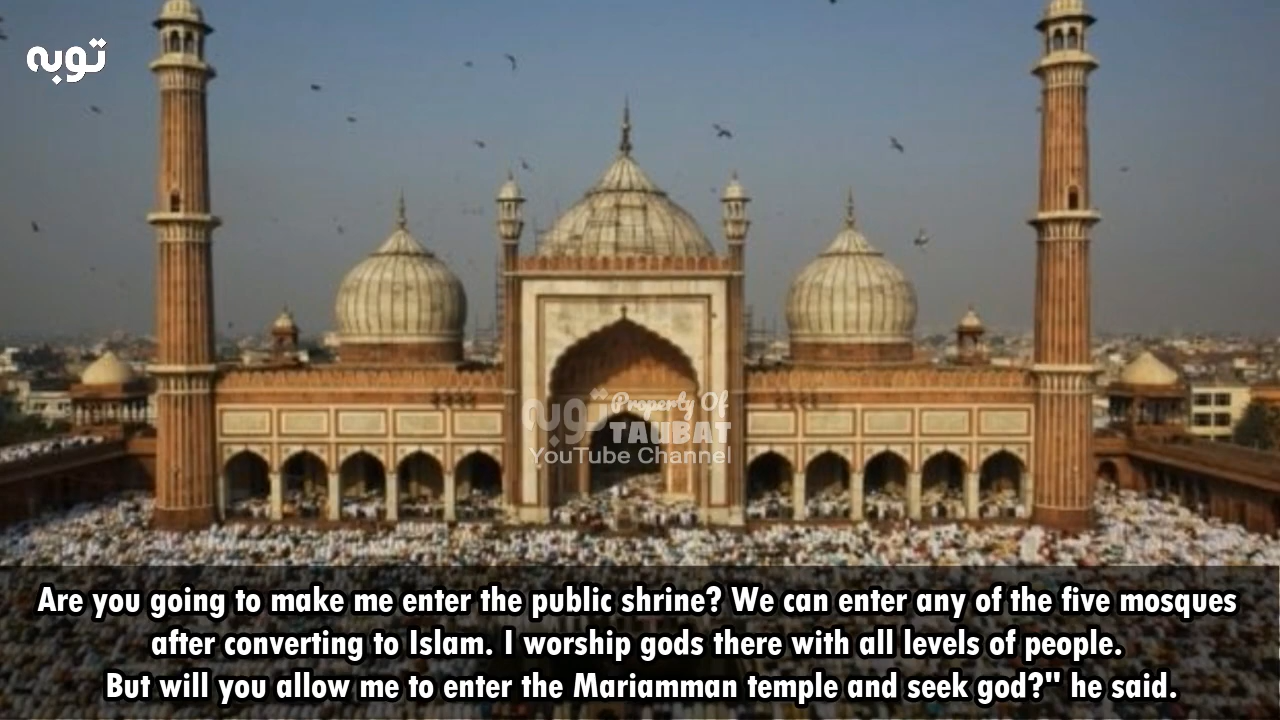 توبه
توبه
Property Of
TAUBAT
YouTube Channel
Are you going to make me enter the public shrine? We can enter any of the five mosques
after converting to Islam. I worship gods there with all levels of people.
But will you allow me to enter the Mariamman temple and seek god?" he said.